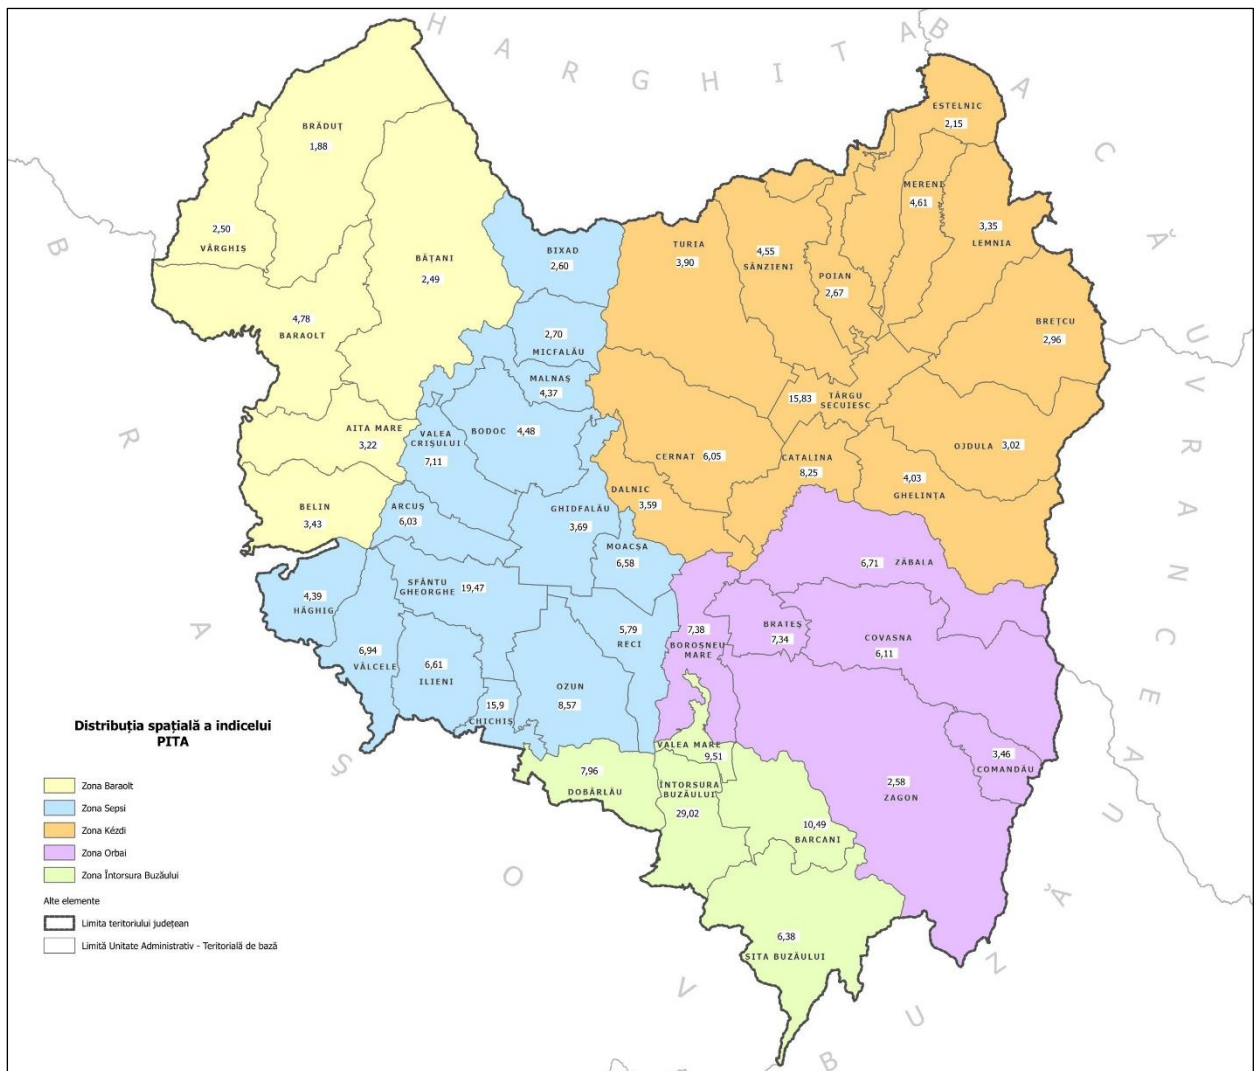 HARGHITA
BACĂU
VRANCEA
BUZĂU
BRAȘOV
ESTELNIC
2,15
BRĂDUȚ
1,88
MERENI
4,61
2,50
VÂRGHIȘ
3,35
LEMNIA
TURIA
3,90
4,55
SÂNZIENI
BIXAD
2,60
BĂȚANI
2,49
POIAN
2,67
4,78
BARAOLT
BREȚCU
2,96
2,70
MICFALĂU
MALNAȘ
4,37
15,83
TÂRGU
SECUIESC
AITA MARE
3,22
VALEA
CRIȘULUI
7,11
BODOC
4,48
CERNAT 6,05
CATALINA
8,25
OJDULA
3,02
4,03
GHELINȚA
DALNIC
3,59
BELIN
3,43
ARCUȘ
6,03
GHIDFALĂU
3,69
MOACȘA
6,58
6,71
ZĂBALA
SFÂNTU
GHEORGHE
19,47
4,39
HĂGHIG
5,79
RECI
7,38
BOROȘNEU
MARE
BRATEȘ
7,34
COVASNA
6,11
6,94
VÂLCELE
6,61
ILIENI
OZUN
8,57
15,9
CHICHIȘ
VALEA MARE
9,51
3,46
COMANDĂU
7,96
DOBÂRLĂU
ÎNTORSURA
BUZĂULUI
29,02
2,58
ZAGON
10,49
BARCANI
6,38
SITA BUZĂULUI
Distribuția spațială a indicelui
PITA
Zona Baraolt
Zona Sepsi
Zona Kézdi
Zona Orbai
Zona Întorsura Buzăului
Alte elemente
Limita teritoriului județean
Limită Unitate Administrativ - Teritorială de bază